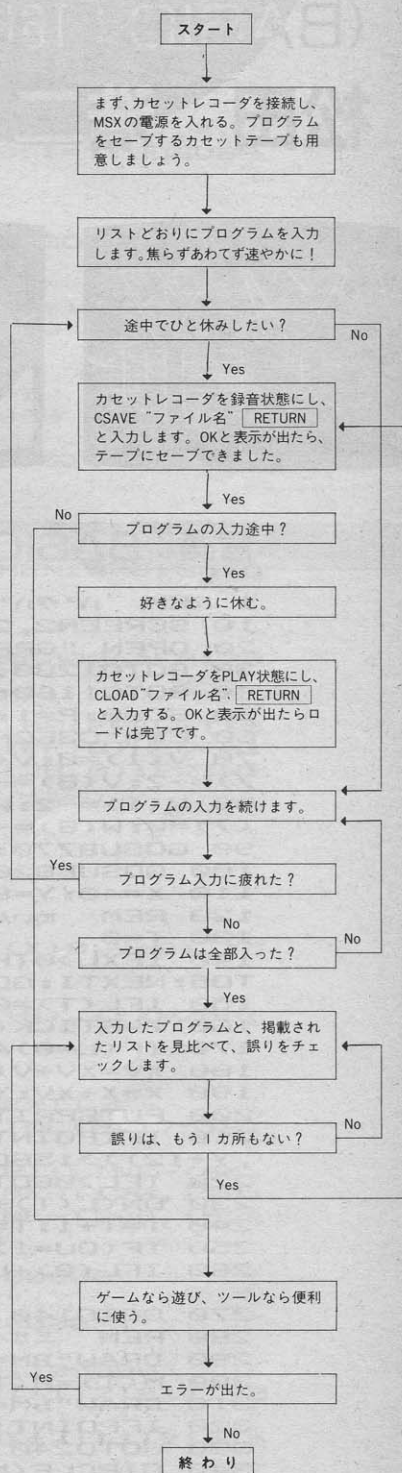 スタート
まず、カセットレコーダを接続し、
MSXの電源を入れる。プログラム
をセーブするカセットテープも用
意しましょう。
リストどおりにプログラムを入力
します。焦らずあわてず速やかに!
途中でひと休みしたい?
No
Yes
カセットレコーダを録音状態にし、
CSAVE "ファイル名" RETURN
と入力します。OKと表示が出たら、
テープにセーブできました。
Yes
No
プログラムの入力途中?
Yes
好きなように休む。
カセットレコーダをPLAY状態にし、
CLOAD"ファイル名" RETURN
と入力する。OKと表示が出たらロ
ードは完了です。
プログラムの入力を続けます。
Yes
プログラム入力に疲れた?
No
プログラムは全部入った?
No
Yes
入力したプログラムと、掲載され
たリストを見比べて、誤りをチェ
ックします。
No
誤りは、もう1カ所もない?
Yes
ゲームなら遊び、ツールなら便利
に使う。
Yes
エラーが出た。
No
終わり